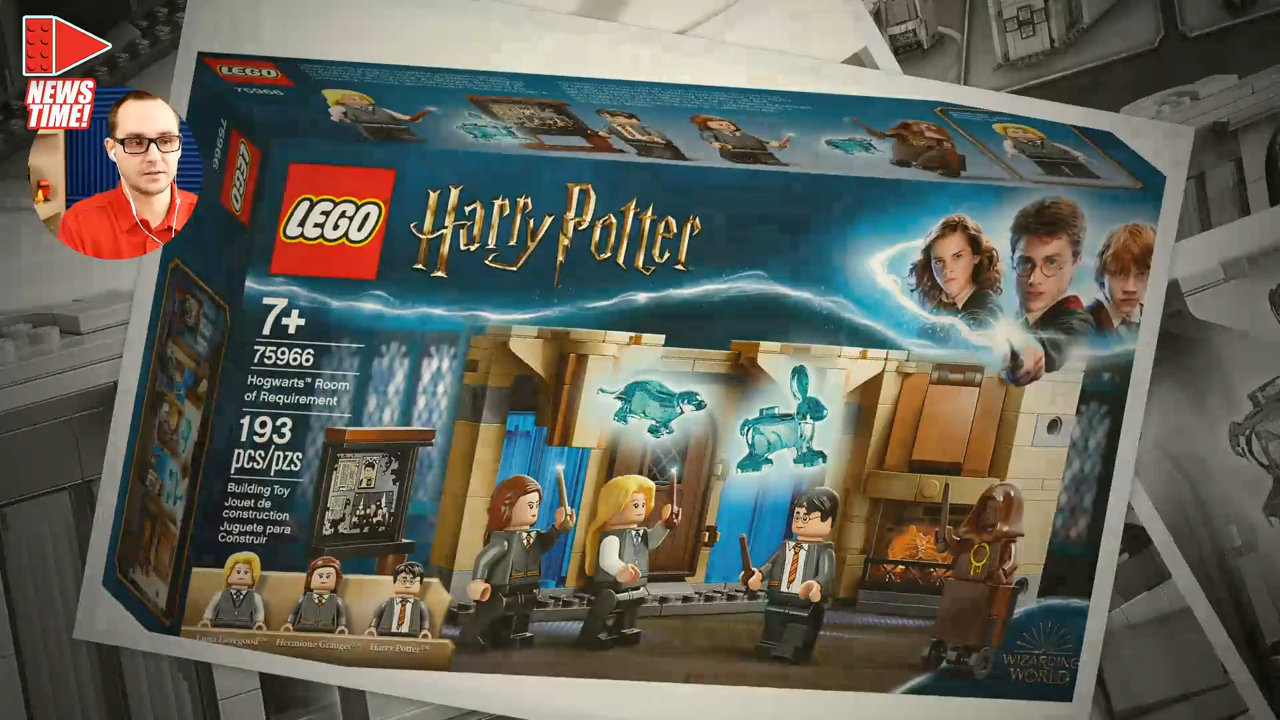 NEWS
TIME!
LEGO
75966
75966
LEGO
LEGO
Harry Potter
7+
75966
Hogwarts™ Room
of Requirement
193
pcs/pzs
Building Toy
Jouet de
construction
Juguete para
Construir
Luna Lovegood™
Hermione Granger™
Harry Potter™
WIZARDING
WORLD